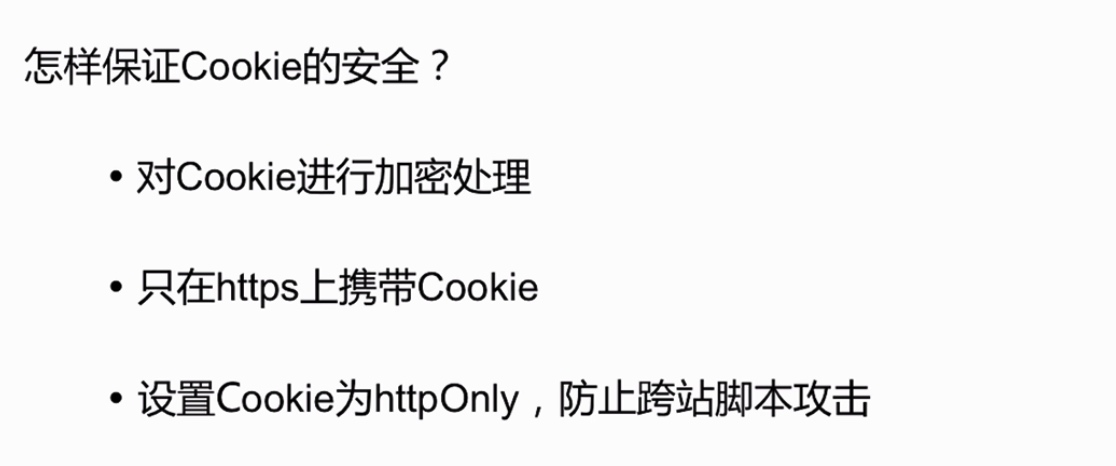 怎样保证Cookie的安全？
• 对Cookie进行加密处理
• 只在https上携带Cookie
• 设置Cookie为httpOnly，防止跨站脚本攻击